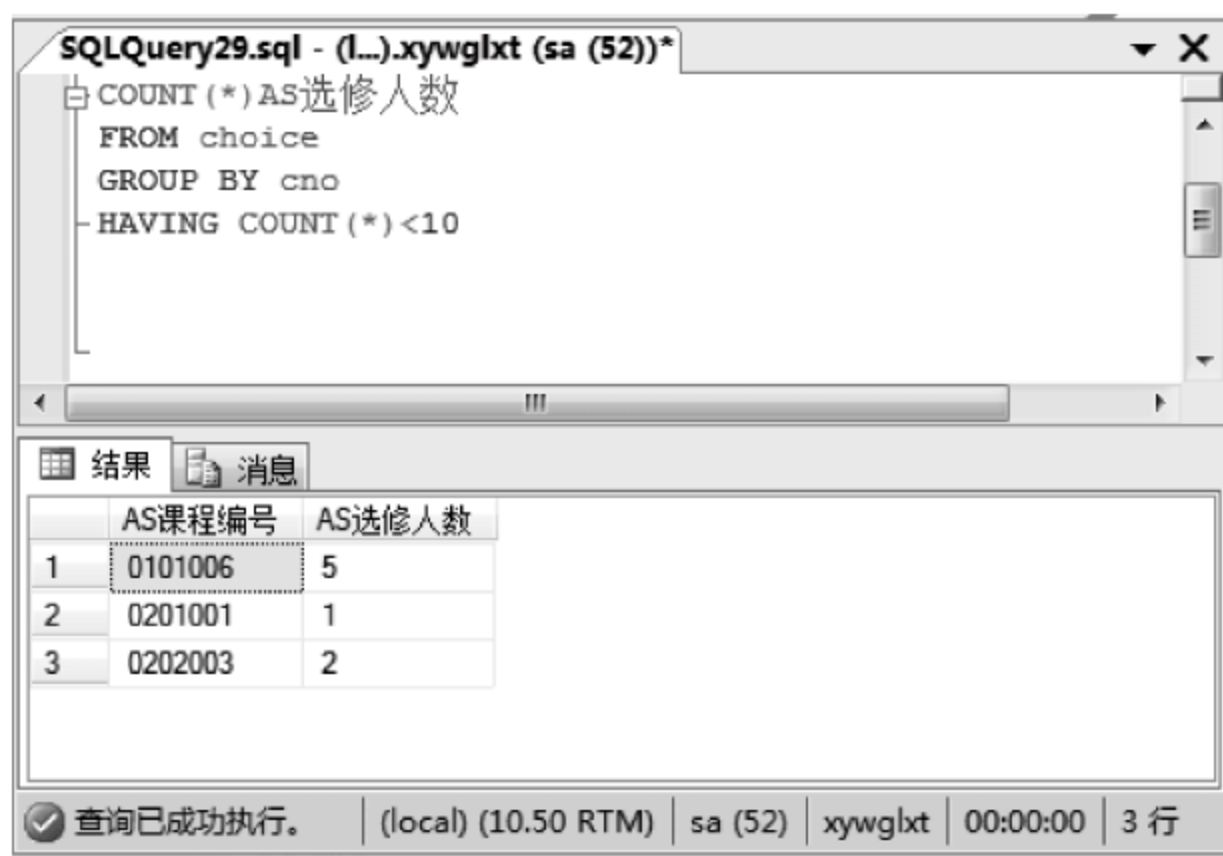 SQLQuery29.sql - (l...).xywglxt (sa (52))*
COUNT(*)AS选修人数
FROM choice
GROUP BY cno
HAVING COUNT(*)<10
结果 消息
AS课程编号 AS选修人数
1 0101006 5
2 0201001 1
3 0202003 2
查询已成功执行。 (local) (10.50 RTM) sa (52) xywglxt 00:00:00 3 行